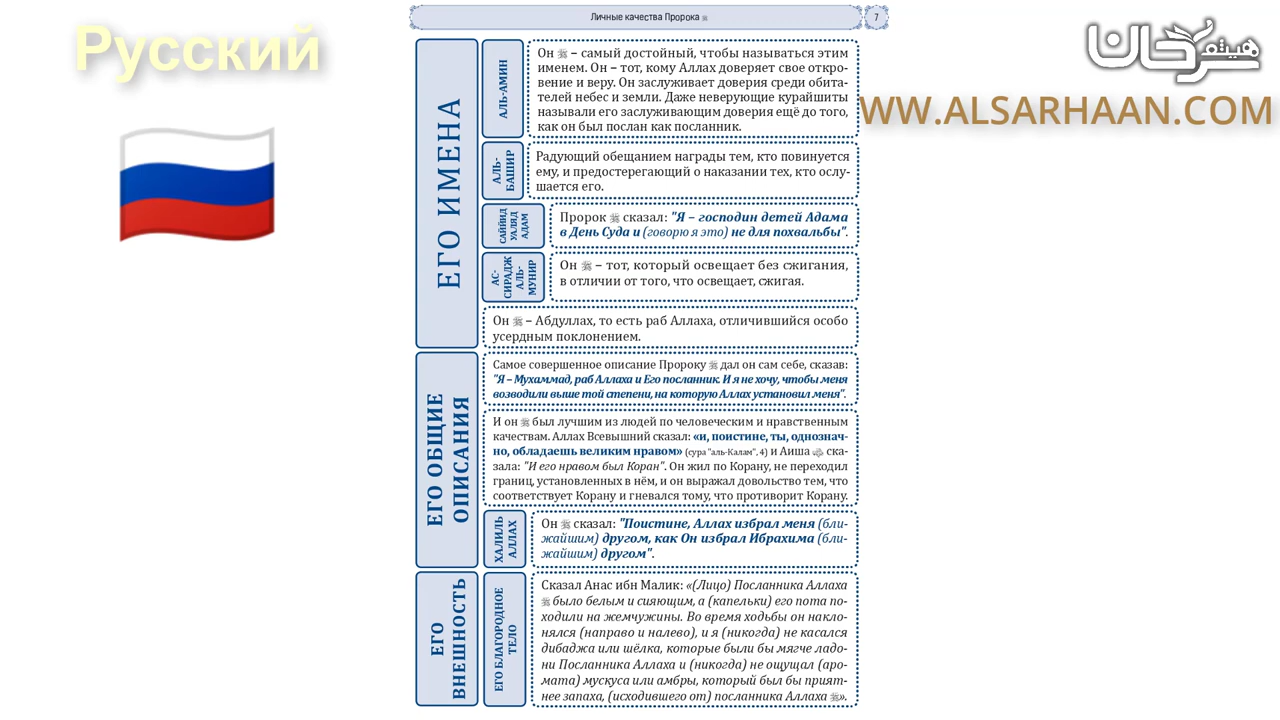 Русский
Личные качества Пророка ﷺ
7
هيثم سرحان
WW.ALSARHAAN.COM
ЕГО ИМЕНА
АЛЬ-АМИН
Он ﷺ – самый достойный, чтобы называться этим
именем. Он – тот, кому Аллах доверяет свое откро-
вение и веру. Он заслуживает доверия среди обита-
телей небес и земли. Даже неверующие курайшиты
называли его заслуживающим доверия ещё до того,
как он был послан как посланник.
АЛЬ-
БАШИР
Радующий обещанием награды тем, кто повинуется
ему, и предостерегающий о наказании тех, кто ослу-
шается его.
САЙЙИД
УАЛЯД
АДАМ
Пророк ﷺ сказал: "Я – господин детей Адама
в День Суда и (говорю я это) не для похвальбы".
АС-
СИРАДЖ
АЛЬ-
МУНИР
Он ﷺ – тот, который освещает без сжигания,
в отличии от того, что освещает, сжигая.
Он ﷺ – Абдуллах, то есть раб Аллаха, отличившийся особо
усердным поклонением.
ЕГО ОБЩИЕ
ОПИСАНИЯ
Самое совершенное описание Пророку ﷺ дал он сам себе, сказав:
"Я – Мухаммад, раб Аллаха и Его посланник. И я не хочу, чтобы меня
возводили выше той степени, на которую Аллах установил меня".
И он ﷺ был лучшим из людей по человеческим и нравственным
качествам. Аллах Всевышний сказал: «и, поистине, ты, однознач-
но, обладаешь великим нравом» (сура "аль-Калам", 4) и Аиша ска-
зала: "И его нравом был Коран". Он жил по Корану, не переходил
границ, установленных в нём, и он выражал довольство тем, что
соответствует Корану и гневался тому, что противорит Корану.
ХАЛИЛЬ
АЛЛАХ
Он ﷺ сказал: "Поистине, Аллах избрал меня (бли-
жайшим) другом, как Он избрал Ибрахима (бли-
жайшим) другом".
ЕГО
ВНЕШНОСТЬ
ЕГО БЛАГОРОДНОЕ
ТЕЛО
Сказал Анас ибн Малик: «(Лицо) Посланника Аллаха
ﷺ было белым и сияющим, а (капельки) его пота по-
ходили на жемчужины. Во время ходьбы он накло-
нялся (направо и налево), и я (никогда) не касался
дибаджа или шёлка, которые были бы мягче ладо-
ни Посланника Аллаха и (никогда) не ощущал (аро-
мата) мускуса или амбры, который был бы прият-
нее запаха, (исходившего от) посланника Аллаха ﷺ».